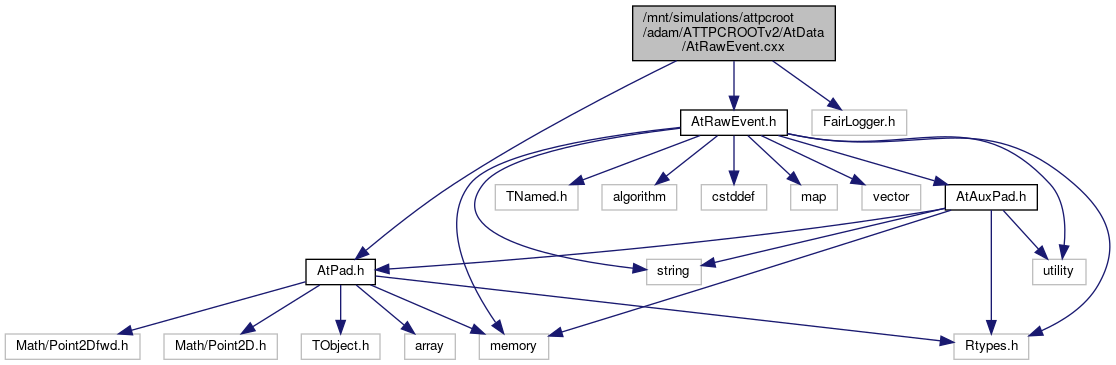 /mnt/simulations/attpcroot
/adam/ATTPCROOTv2/AtData
/AtRawEvent.cxx
AtRawEvent.h
FairLogger.h
TNamed.h
algorithm
cstddef
map
vector
AtAuxPad.h
AtPad.h
string
utility
Math/Point2Dfwd.h
Math/Point2D.h
TObject.h
array
memory
Rtypes.h